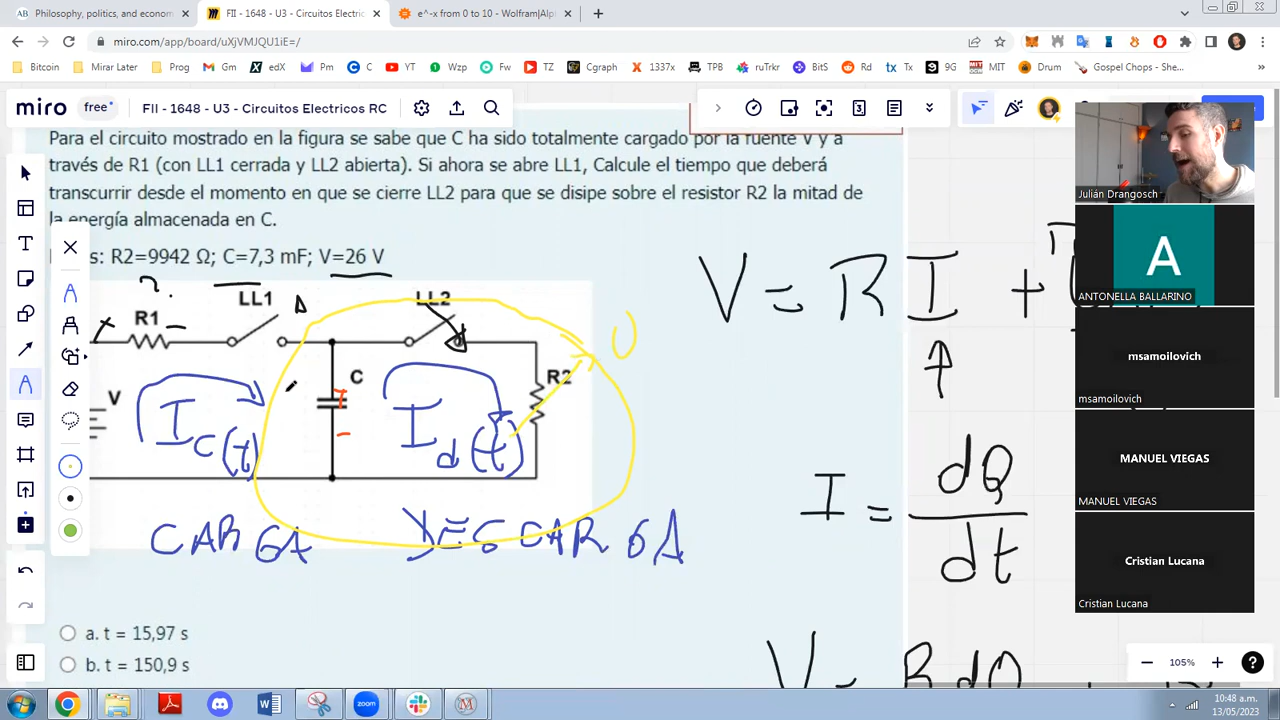 Philosophy, politics, and econom
FII - 1648 - U3 - Circuitos Electric
e^-x from 0 to 10 - Wolfram|Alp
miro.com/app/board/uXjVMJQU1iE=/
Bitcoin
Mirar Later
Prog
Gm
edX
Pm
C
YT
Wzp
Fw
TZ
Cgraph
1337x
TPB
ruTrkr
BitS
Rd
Tx
9G
MIT
Drum
Gospel Chops - She...
miro
free
FII - 1648 - U3 - Circuitos Electricos RC
Para el circuito mostrado en la figura se sabe que C ha sido totalmente cargado por la fuente V y a
través de R1 (con LL1 cerrada y LL2 abierta). Si ahora se abre LL1, Calcule el tiempo que deberá
transcurrir desde el momento en que se cierre LL2 para que se disipe sobre el resistor R2 la mitad de
la energía almacenada en C.
s: R2=9942 Ω; C=7,3 mF; V=26 V
R1
LL1
LL2
V
C
R2
Ic(t)
Id(t)
CARGA
DESCARGA
V = R I +
I = dQ
dt
V = R dQ
a. t = 15,97 s
b. t = 150,9 s
Julián Drangosch
A
ANTONELLA BALLARINO
msamoilovich
msamoilovich
MANUEL VIEGAS
MANUEL VIEGAS
Cristian Lucana
Cristian Lucana
105%
10:48 a.m.
13/05/2023